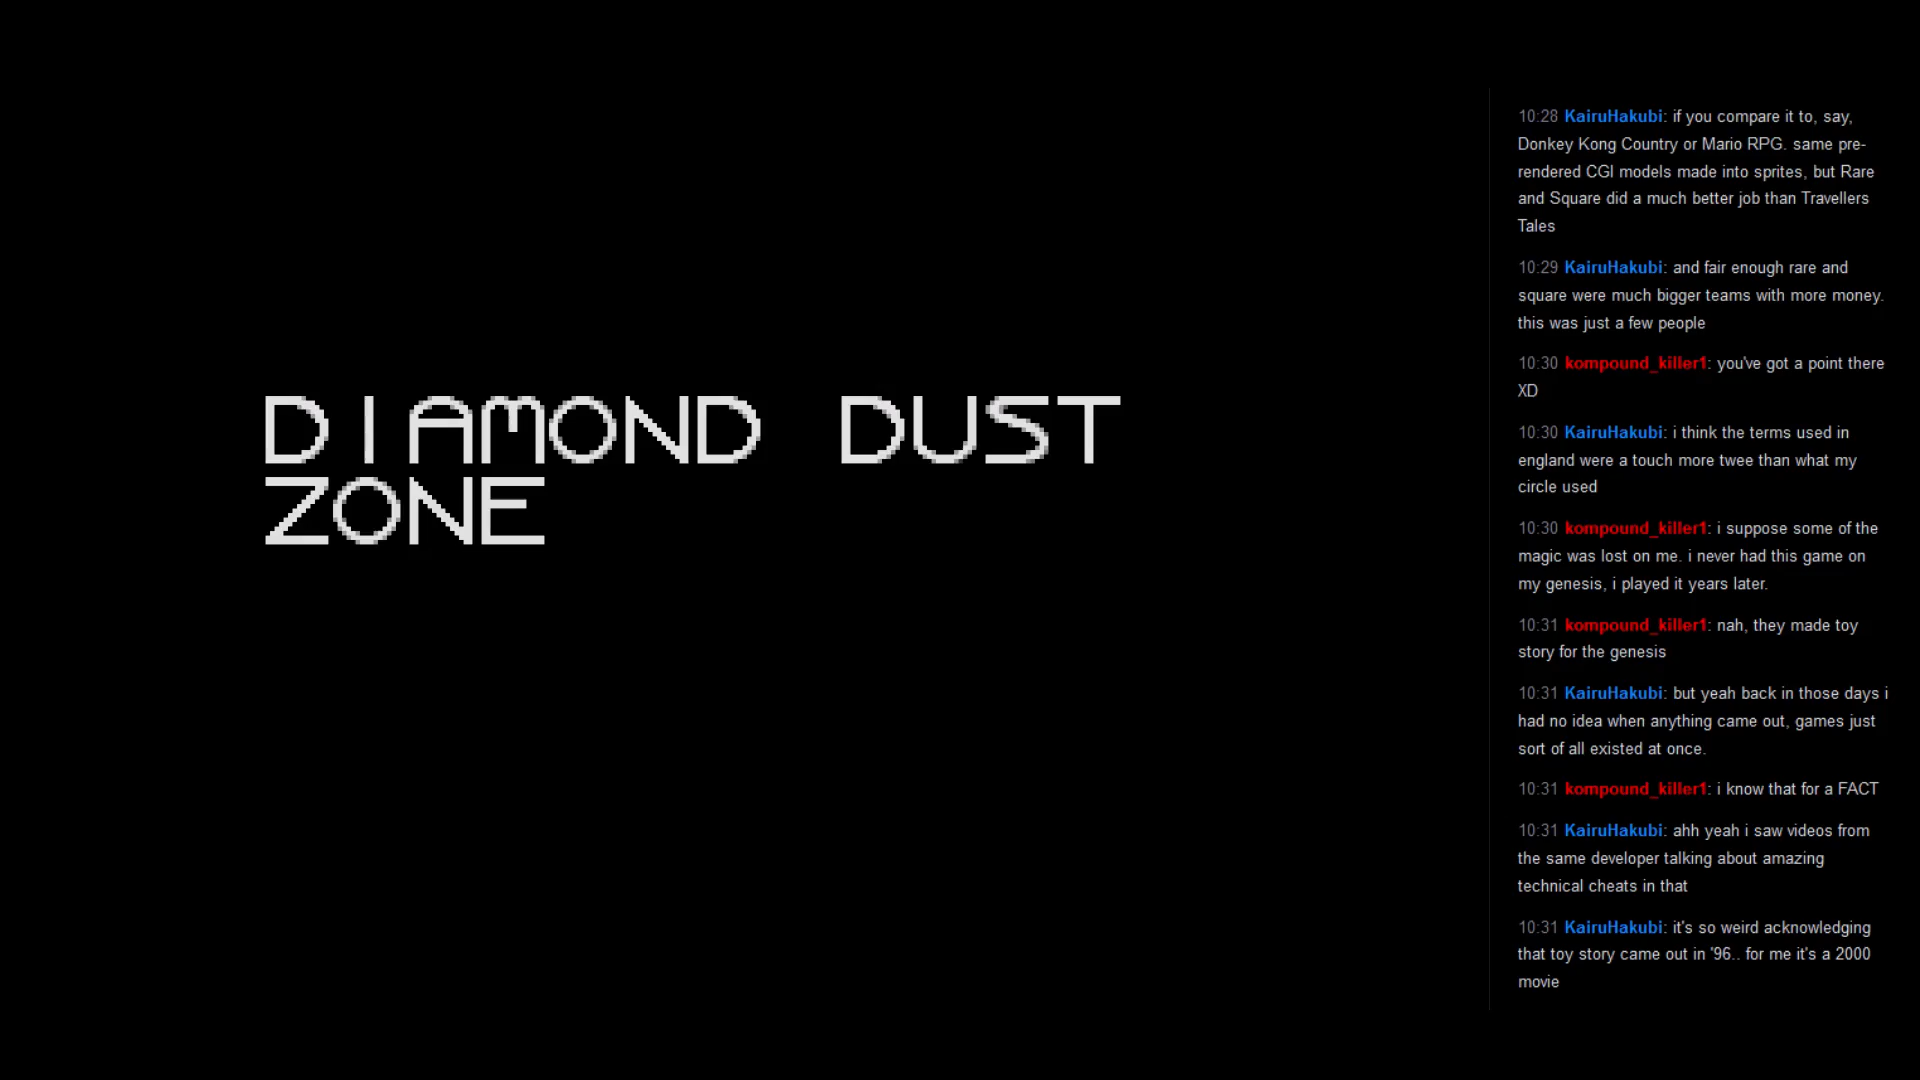 DIAMOND DUST
ZONE
10:28 KairuHakubi: if you compare it to, say,
Donkey Kong Country or Mario RPG. same pre-
rendered CGI models made into sprites, but Rare
and Square did a much better job than Travellers
Tales
10:29 KairuHakubi: and fair enough rare and
square were much bigger teams with more money.
this was just a few people
10:30 kompound_killer1: you've got a point there
XD
10:30 KairuHakubi: i think the terms used in
england were a touch more twee than what my
circle used
10:30 kompound_killer1: i suppose some of the
magic was lost on me. i never had this game on
my genesis, i played it years later.
10:31 kompound_killer1: nah, they made toy
story for the genesis
10:31 KairuHakubi: but yeah back in those days i
had no idea when anything came out, games just
sort of all existed at once.
10:31 kompound_killer1: i know that for a FACT
10:31 KairuHakubi: ahh yeah i saw videos from
the same developer talking about amazing
technical cheats in that
10:31 KairuHakubi: it's so weird acknowledging
that toy story came out in '96.. for me it's a 2000
movie